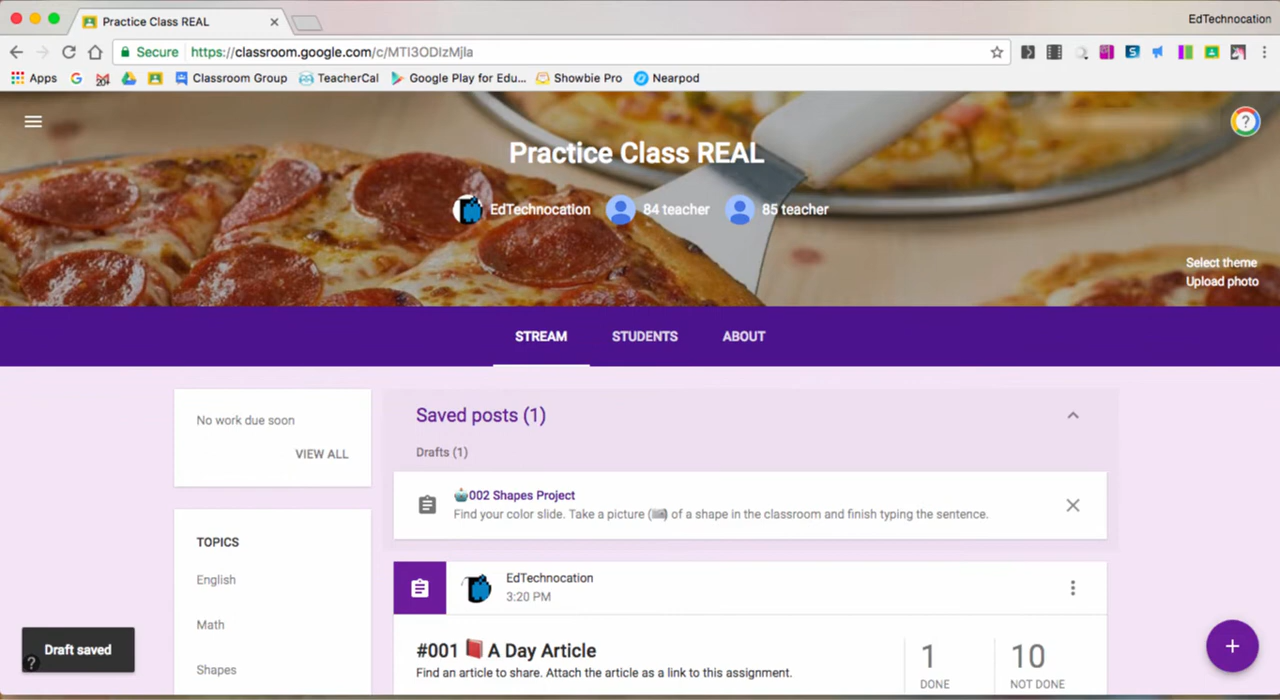 Practice Class REAL
EdTechnocation
Secure https://classroom.google.com/c/MTI3ODIzMjla
Apps Classroom Group TeacherCal Google Play for Edu... Showbie Pro Nearpod
Practice Class REAL
EdTechnocation 84 teacher 85 teacher
Select theme
Upload photo
STREAM STUDENTS ABOUT
No work due soon
VIEW ALL
TOPICS
English
Math
Shapes
Saved posts (1)
Drafts (1)
002 Shapes Project
Find your color slide. Take a picture (📷) of a shape in the classroom and finish typing the sentence.
EdTechnocation
3:20 PM
#001 📕 A Day Article
Find an article to share. Attach the article as a link to this assignment.
1
DONE
10
NOT DONE
Draft saved